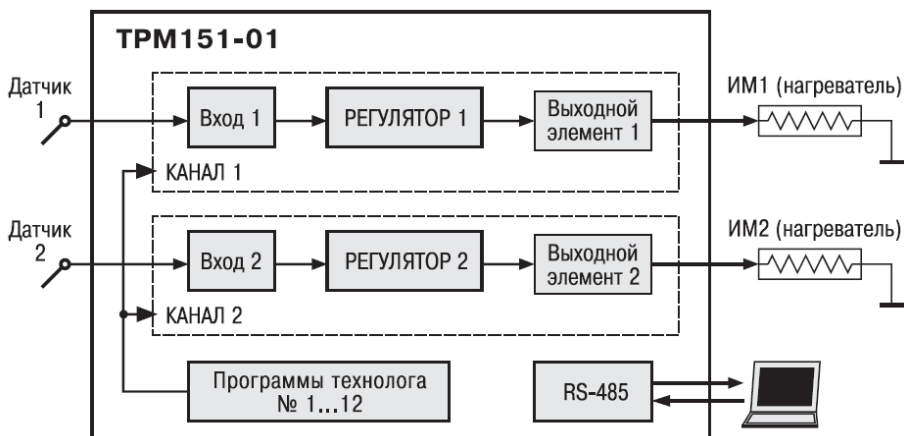 ТРМ151-01
Датчик
1
Вход 1
РЕГУЛЯТОР 1
Выходной
элемент 1
ИМ1 (нагреватель)
КАНАЛ 1
Датчик
2
Вход 2
РЕГУЛЯТОР 2
Выходной
элемент 2
ИМ2 (нагреватель)
КАНАЛ 2
Программы технолога
№ 1...12
RS-485